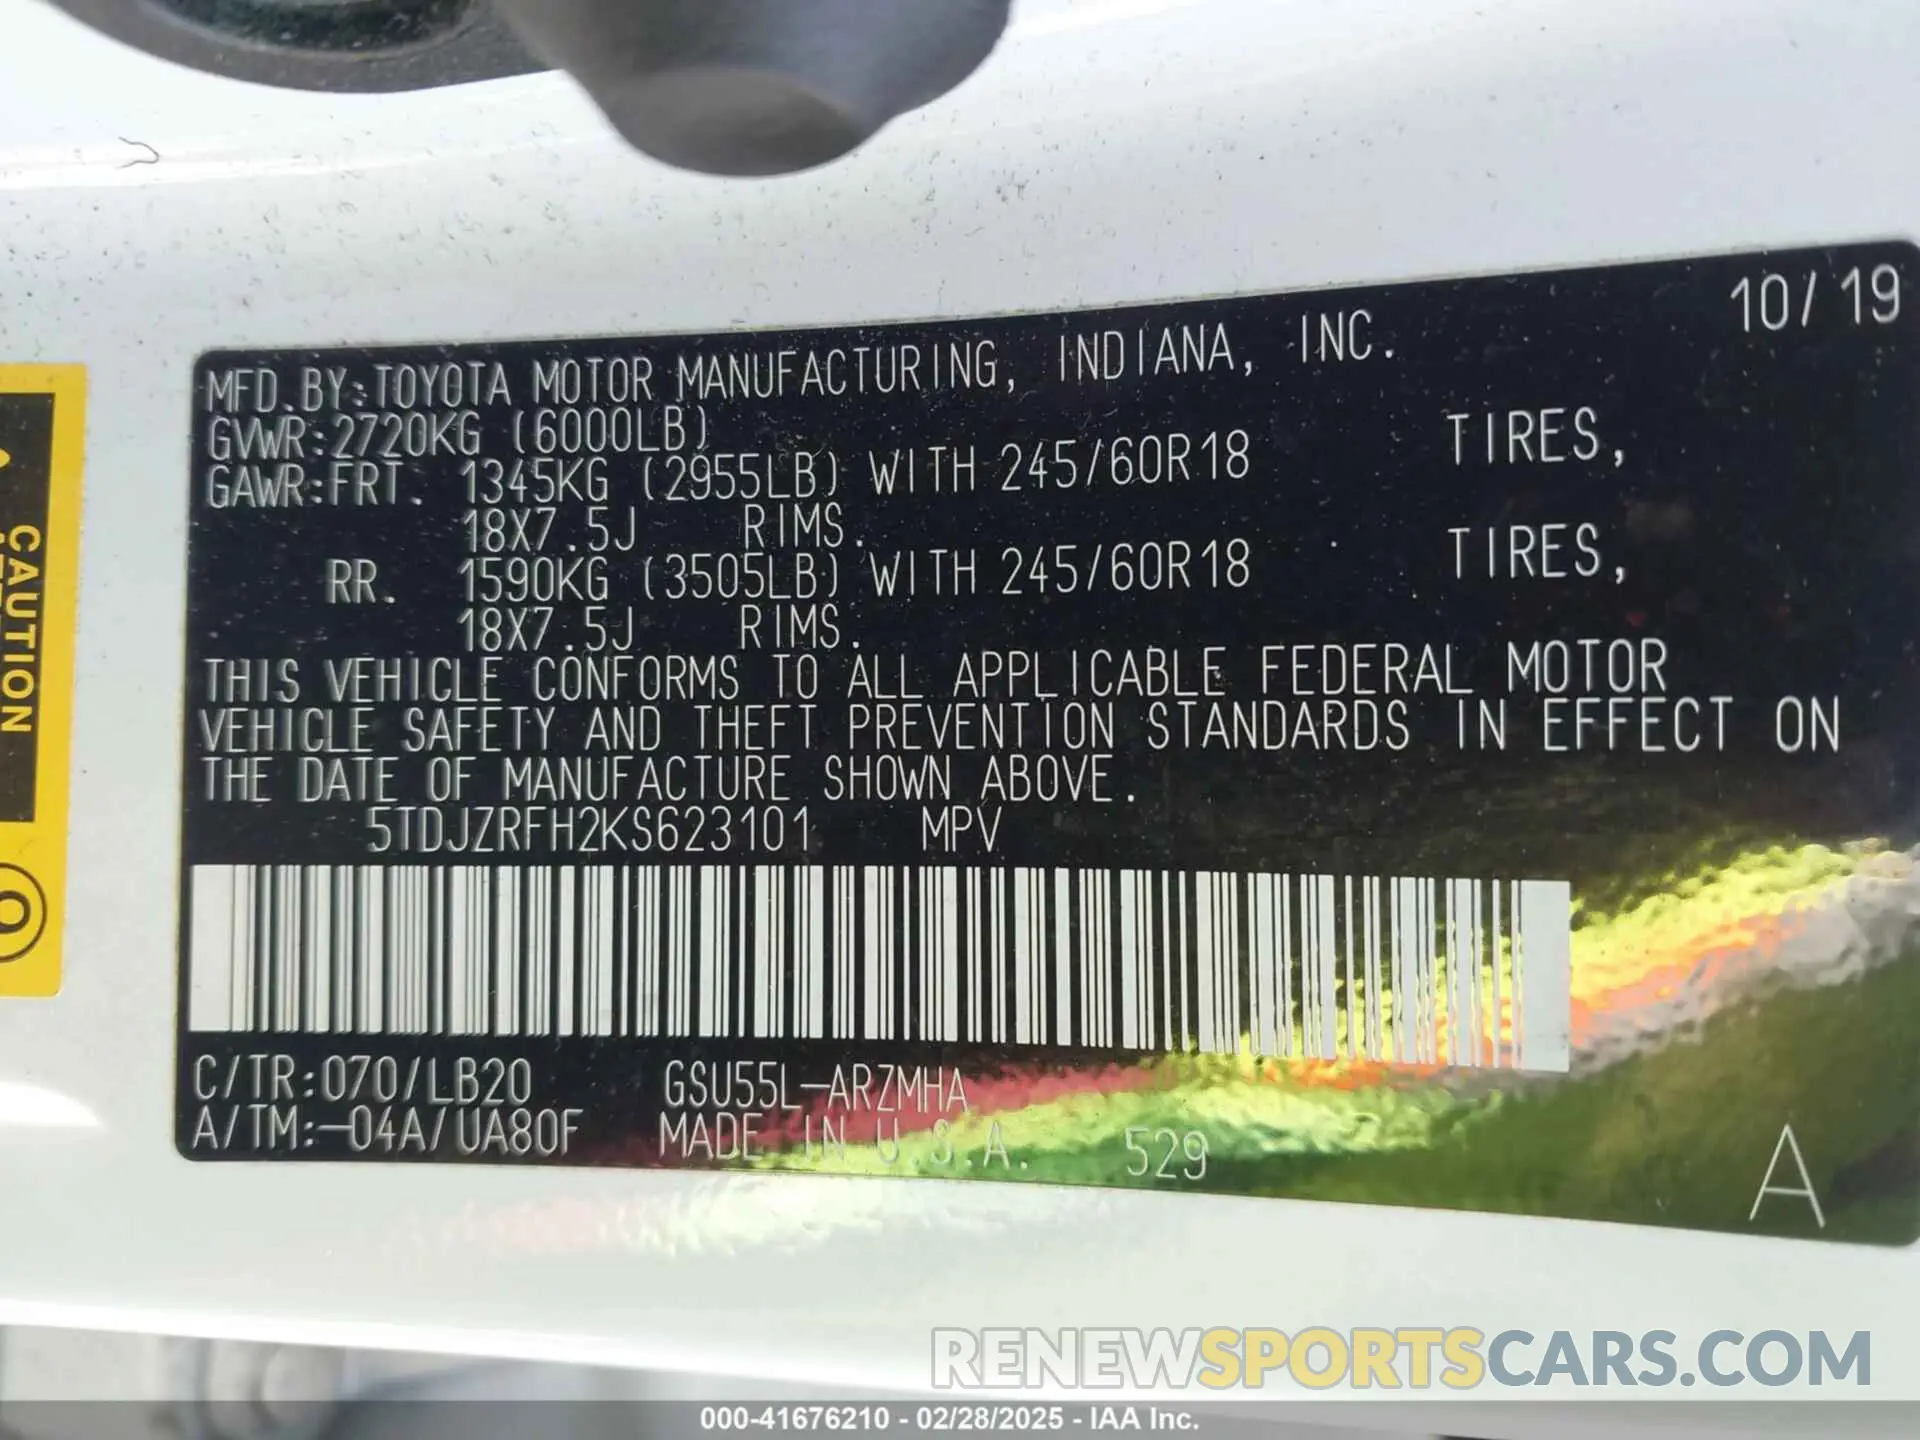 10/19
MFD.BY:TOYOTA MOTOR MANUFACTURING, INDIANA, INC.
GVWR:2720KG (6000LB)
GAWR:FRT. 1345KG (2955LB) WITH 245/60R18 TIRES,
18X7.5J RIMS.
RR. 1590KG (3505LB) WITH 245/60R18 TIRES,
18X7.5J RIMS.
THIS VEHICLE CONFORMS TO ALL APPLICABLE FEDERAL MOTOR
VEHICLE SAFETY AND THEFT PREVENTION STANDARDS IN EFFECT ON
THE DATE OF MANUFACTURE SHOWN ABOVE.
5TDJZRFH2KS623101 MPV
C/TR:070/LB20 GSU55L-ARZMHA
A/TM:-04A/UA80F MADE IN U.S.A. 529
A
CAUTION
RENEWSPORTSCARS.COM
000-41676210 - 02/28/2025 - IAA Inc.